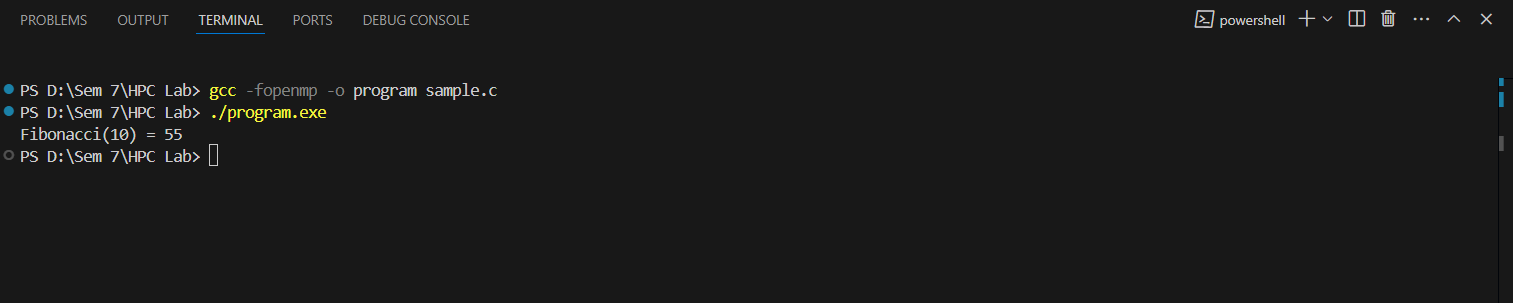 PROBLEMS OUTPUT TERMINAL PORTS DEBUG CONSOLE powershell
PS D:\Sem 7\HPC Lab> gcc -fopenmp -o program sample.c
PS D:\Sem 7\HPC Lab> ./program.exe
Fibonacci(10) = 55
PS D:\Sem 7\HPC Lab>